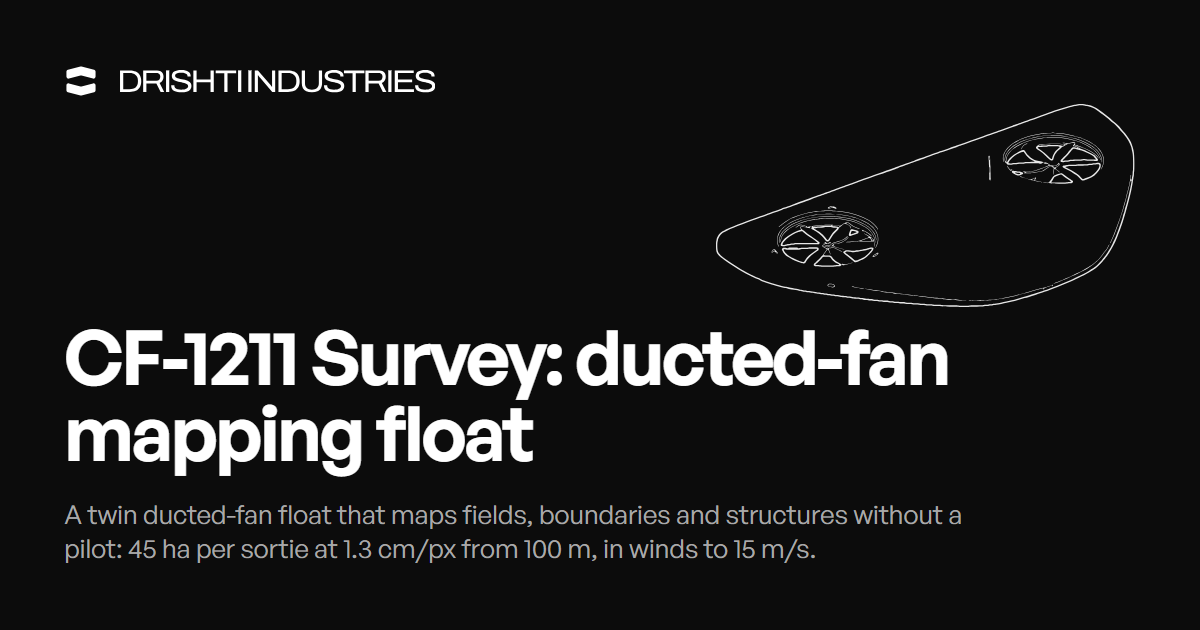 DRISHTI INDUSTRIES
CF-1211 Survey: ducted-fan
mapping float
A twin ducted-fan float that maps fields, boundaries and structures without a
pilot: 45 ha per sortie at 1.3 cm/px from 100 m, in winds to 15 m/s.